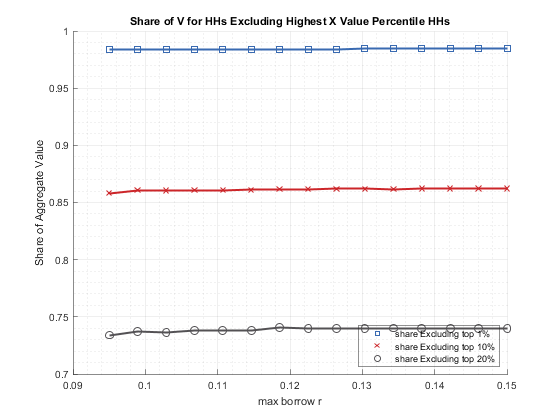 Share of V for HHs Excluding Highest X Value Percentile HHs
1
0.95
0.9
0.85
0.8
0.75
0.7
Share of Aggregate Value
share Excluding top 1%
share Excluding top 10%
share Excluding top 20%
0.09
0.1
0.11
0.12
0.13
0.14
0.15
max borrow r